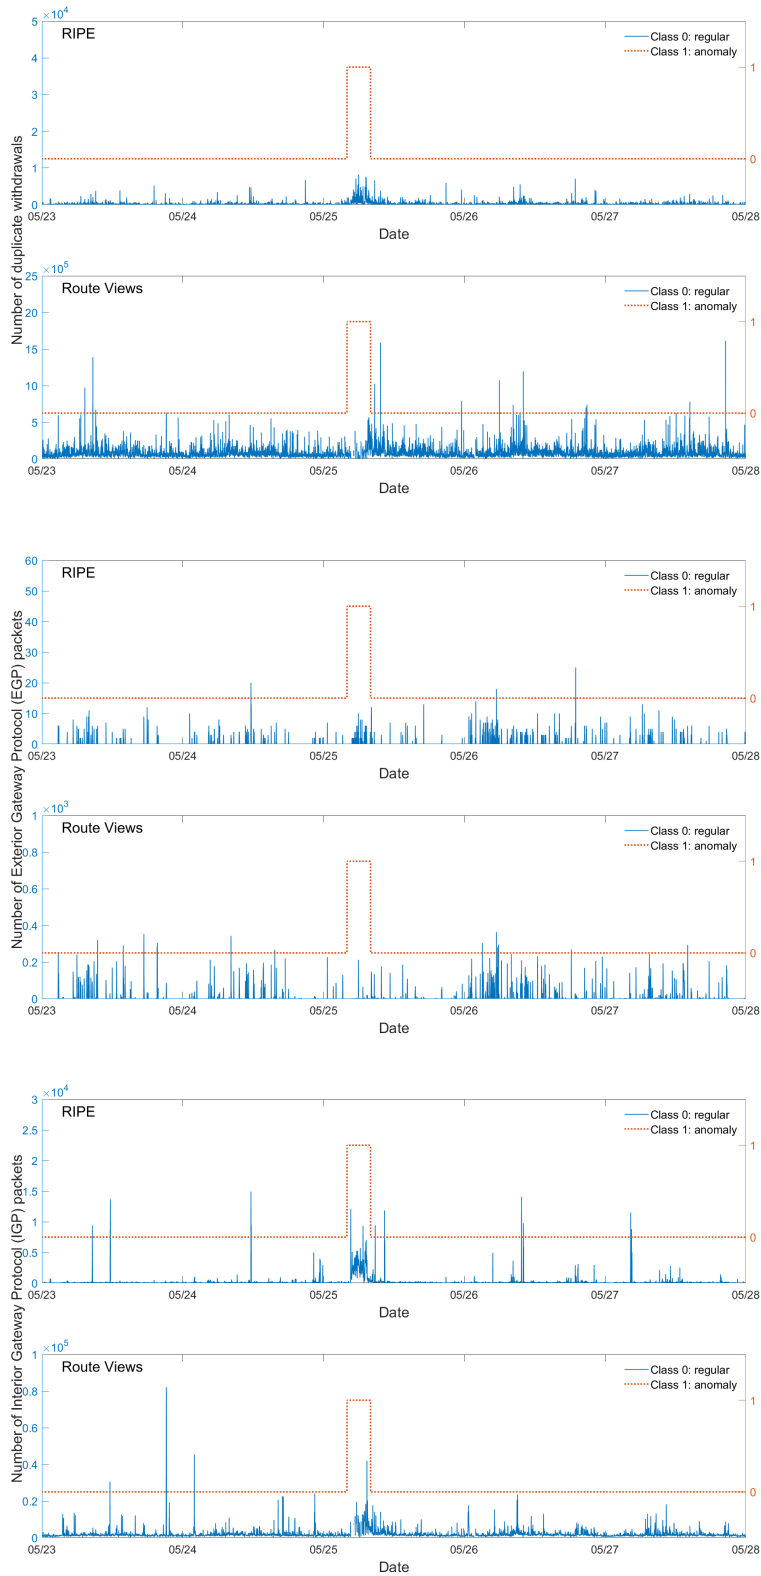 Number of duplicate withdrawals
×10^4
RIPE
Class 0: regular
Class 1: anomaly
5
4
3
2
1
0
1
0
05/23 05/24 05/25 05/26 05/27 05/28
Date
×10^5
Route Views
Class 0: regular
Class 1: anomaly
25
20
15
10
5
0
1
0
05/23 05/24 05/25 05/26 05/27 05/28
Date
Number of Exterior Gateway Protocol (EGP) packets
RIPE
Class 0: regular
Class 1: anomaly
60
50
40
30
20
10
0
1
0
05/23 05/24 05/25 05/26 05/27 05/28
Date
×10^3
Route Views
Class 0: regular
Class 1: anomaly
1
0.8
0.6
0.4
0.2
0
1
0
05/23 05/24 05/25 05/26 05/27 05/28
Date
Number of Interior Gateway Protocol (IGP) packets
×10^4
RIPE
Class 0: regular
Class 1: anomaly
3
2.5
2
1.5
1
0.5
0
1
0
05/23 05/24 05/25 05/26 05/27 05/28
Date
×10^5
Route Views
Class 0: regular
Class 1: anomaly
1
0.8
0.6
0.4
0.2
0
1
0
05/23 05/24 05/25 05/26 05/27 05/28
Date